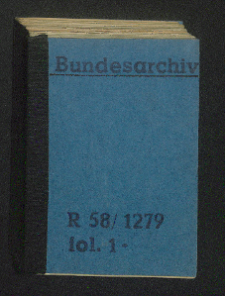 Bundesarchiv
R 58/ 1279
fol. 1-